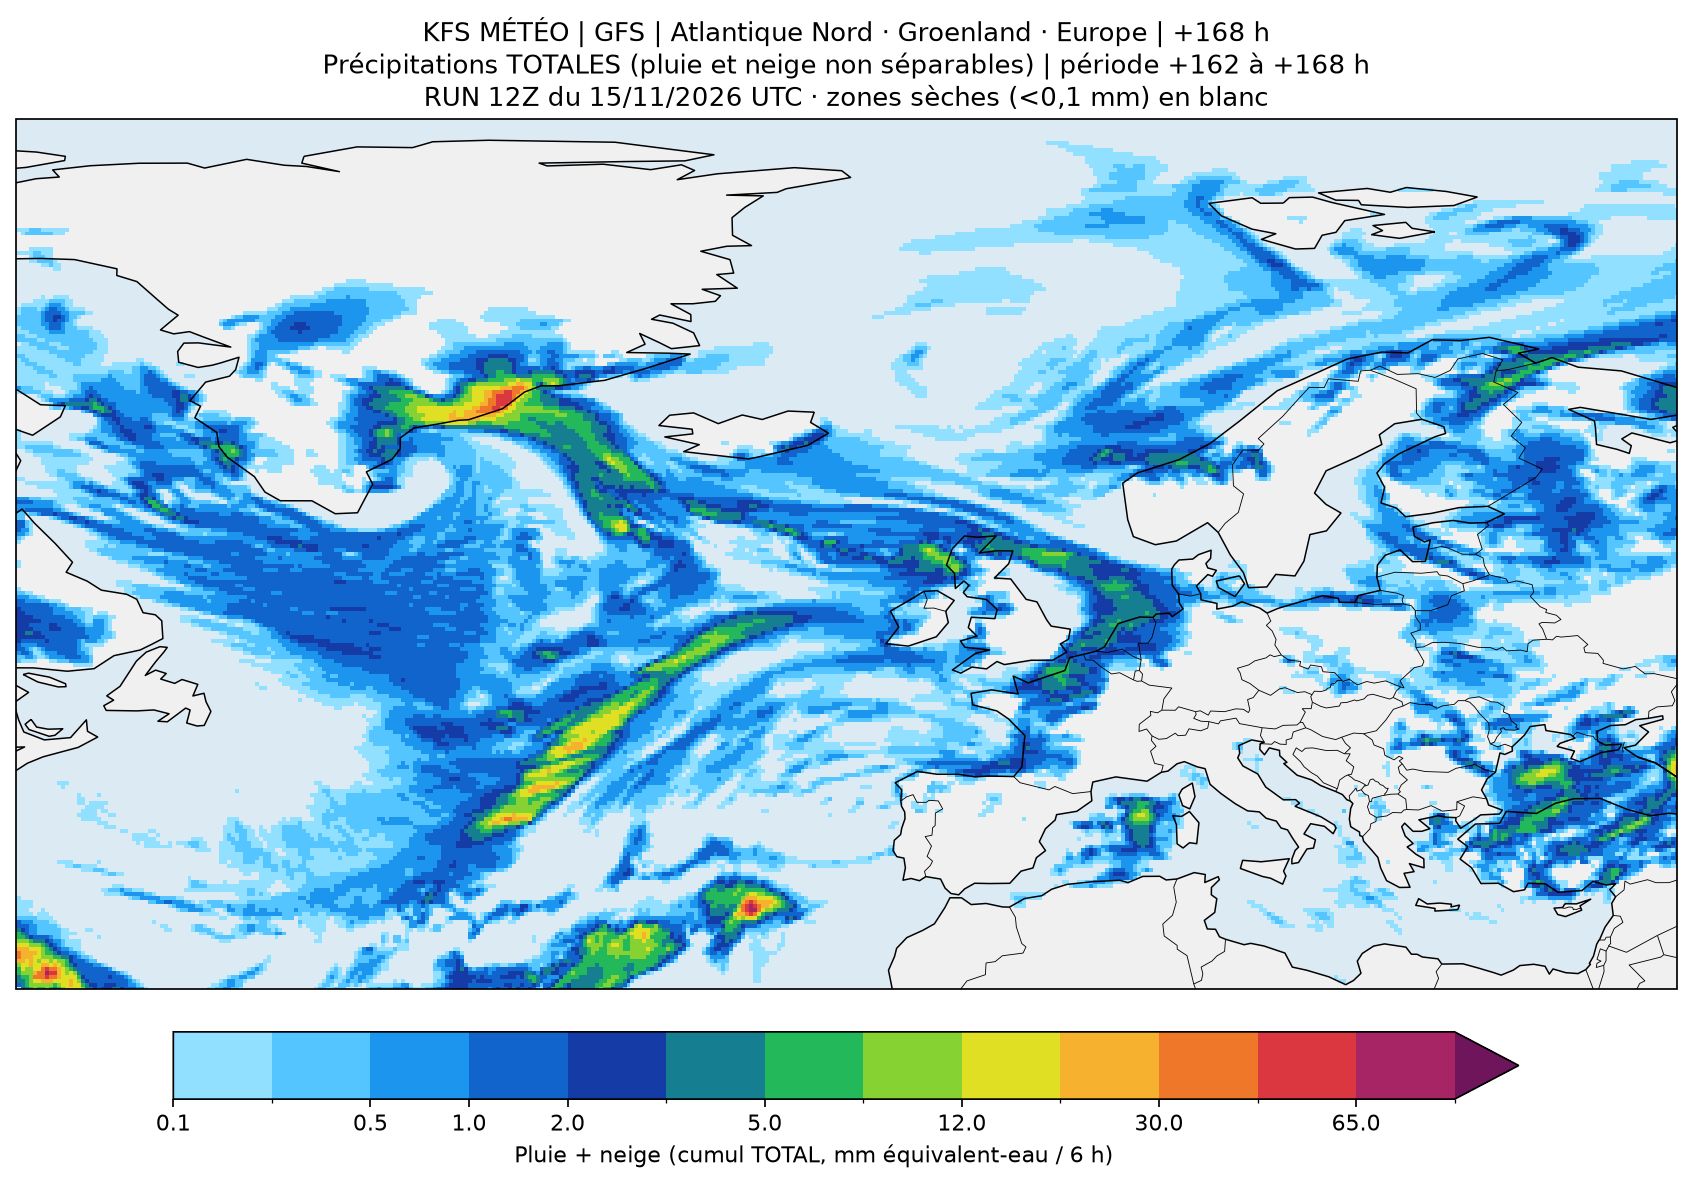 KFS MÉTÉO | GFS | Atlantique Nord · Groenland · Europe | +168 h
Précipitations TOTALES (pluie et neige non séparables) | période +162 à +168 h
RUN 12Z du 15/11/2026 UTC · zones sèches (<0,1 mm) en blanc
0.1 0.5 1.0 2.0 5.0 12.0 30.0 65.0
Pluie + neige (cumul TOTAL, mm équivalent-eau / 6 h)